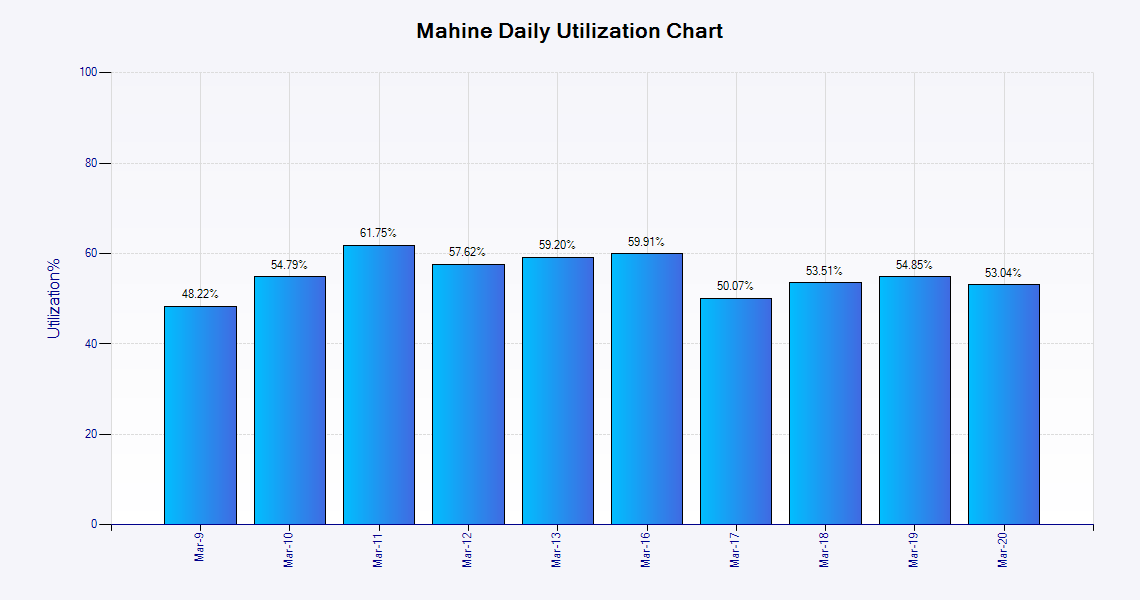 Mahine Daily Utilization Chart
Utilization%
100
80
60
40
20
0
48.22%
54.79%
61.75%
57.62%
59.20%
59.91%
50.07%
53.51%
54.85%
53.04%
Mar-9
Mar-10
Mar-11
Mar-12
Mar-13
Mar-16
Mar-17
Mar-18
Mar-19
Mar-20